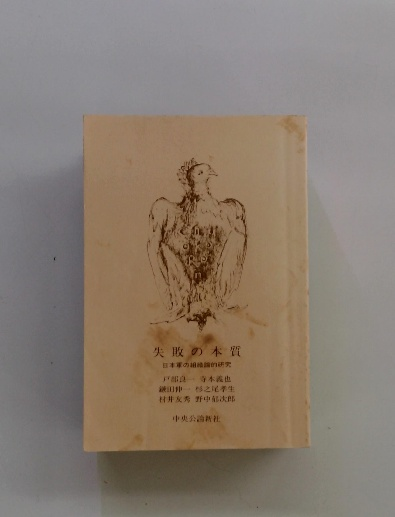 失敗の本質
日本軍の組織論的研究
戸部良一 寺本義也
鎌田伸一 杉之尾孝生
村井友秀 野中郁次郎
中央公論新社